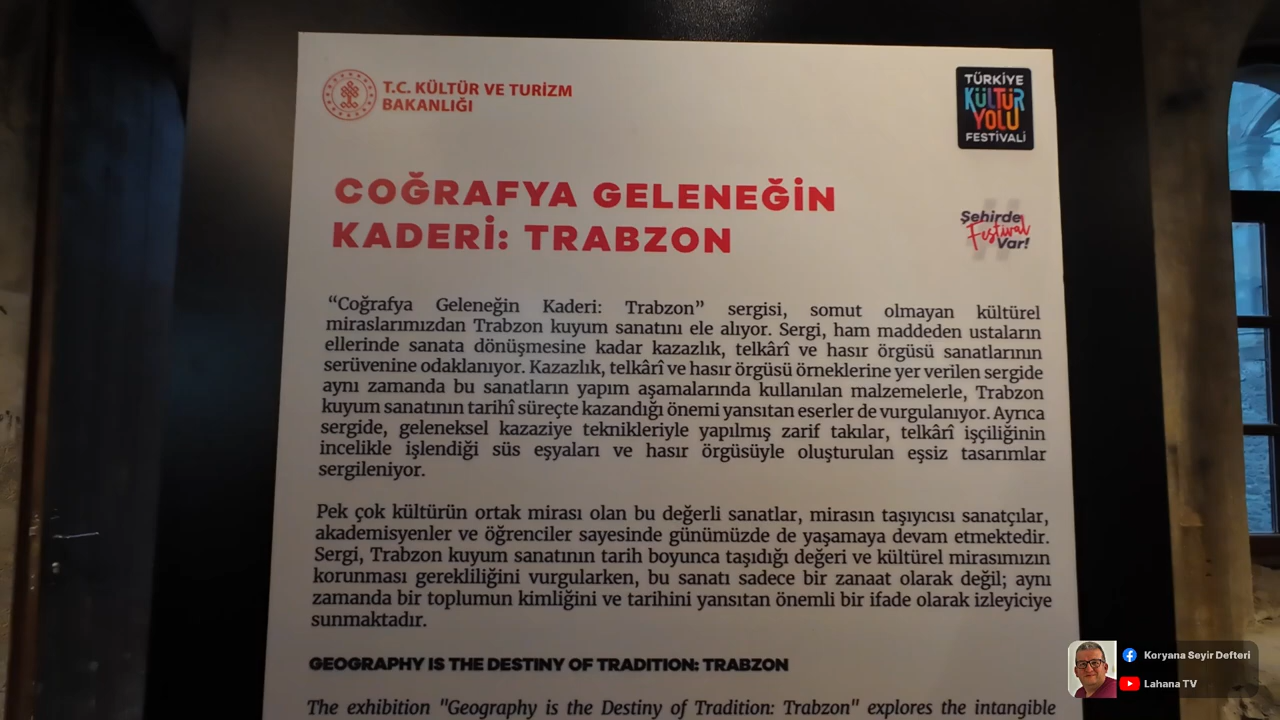 T.C. KÜLTÜR VE TURİZM
BAKANLIĞI
TÜRKİYE
KÜLTÜR
YOLU
FESTİVALİ
COĞRAFYA GELENEĞİN
KADERİ: TRABZON
Şehirde
Festival
Var!
“Coğrafya Geleneğin Kaderi: Trabzon” sergisi, somut olmayan kültürel
miraslarımızdan Trabzon kuyum sanatını ele alıyor. Sergi, ham maddeden ustaların
ellerinde sanata dönüşmesine kadar kazazlık, telkârî ve hasır örgüsü sanatlarının
serüvenine odaklanıyor. Kazazlık, telkârî ve hasır örgüsü örneklerine yer verilen sergide
aynı zamanda bu sanatların yapım aşamalarında kullanılan malzemelerle, Trabzon
kuyum sanatının tarihî süreçte kazandığı önemi yansıtan eserler de vurgulanıyor. Ayrıca
sergide, geleneksel kazaziye teknikleriyle yapılmış zarif takılar, telkârî işçiliğinin
incelikle işlendiği süs eşyaları ve hasır örgüsüyle oluşturulan eşsiz tasarımlar
sergileniyor.
Pek çok kültürün ortak mirası olan bu değerli sanatlar, mirasın taşıyıcısı sanatçılar,
akademisyenler ve öğrenciler sayesinde günümüzde de yaşamaya devam etmektedir.
Sergi, Trabzon kuyum sanatının tarih boyunca taşıdığı değeri ve kültürel mirasımızın
korunması gerekliliğini vurgularken, bu sanatı sadece bir zanaat olarak değil; aynı
zamanda bir toplumun kimliğini ve tarihini yansıtan önemli bir ifade olarak izleyiciye
sunmaktadır.
GEOGRAPHY IS THE DESTINY OF TRADITION: TRABZON
The exhibition "Geography is the Destiny of Tradition: Trabzon" explores the intangible
Koryana Seyir Defteri
Lahana TV